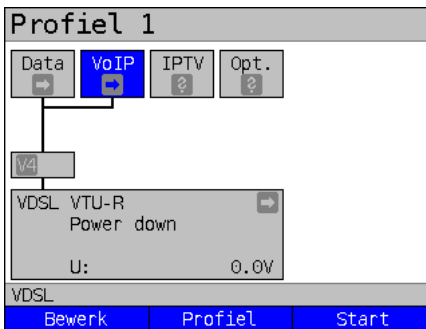 Profiel 1
Data VoIP IPTV Opt.
V4
VDSL VTU-R
Power down
U: 0.0V
VDSL
Bewerk Profiel Start